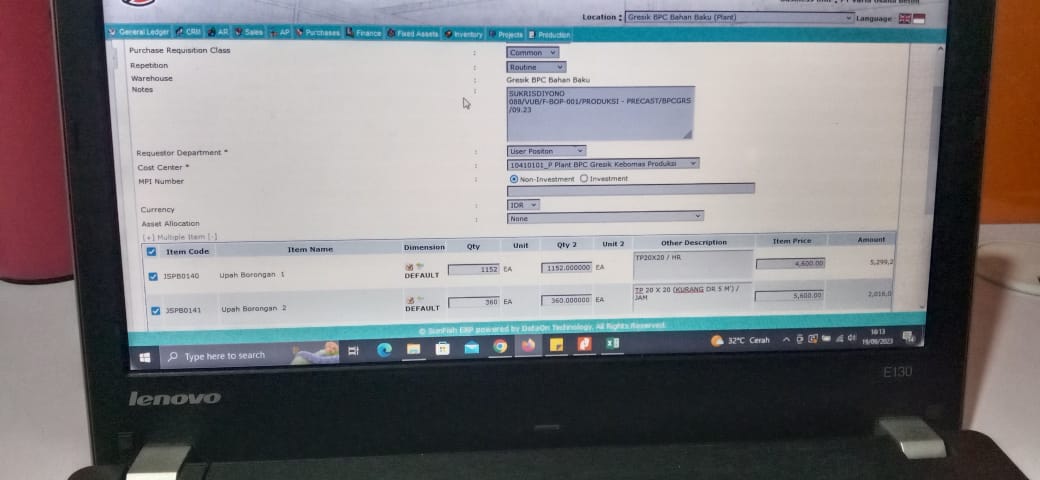 Location : Gresik BPC Bahan Baku (Plant) Language :
General Ledger CRM AR Sales AP Purchases Finance Fixed Assets Inventory Projects Production
Purchase Requisition Class : Common
Repetition : Routine
Warehouse : Gresik BPC Bahan Baku
Notes : SUKRISDIYONO
088/VUB/F-BOP-001/PRODUKSI - PRECAST/BPCGRS
/09.23
Requestor Department * : User Positon
Cost Center * : 10410101_P Plant BPC Gresik Kebomas Produksi
MPI Number : Non-Investment Investment
Currency : IDR
Asset Allocation : None
[+] Multiple Item [-]
Item Code Item Name Dimension Qty Unit Qty 2 Unit 2 Other Description Item Price Amount
JSPB0140 Upah Borongan 1 DEFAULT 1152 EA 1152.000000 EA TP20X20 / HR 4,600.00 5,299,2
JSPB0141 Upah Borongan 2 DEFAULT 360 EA 360.000000 EA TP 20 X 20 (KURANG DR 5 M') /
JAM 5,600.00 2,016,0
© SunFish ERP powered by DataOn Technology. All Rights Reserved.
Type here to search 32°C Cerah 10:13
19/09/2023
lenovo E130